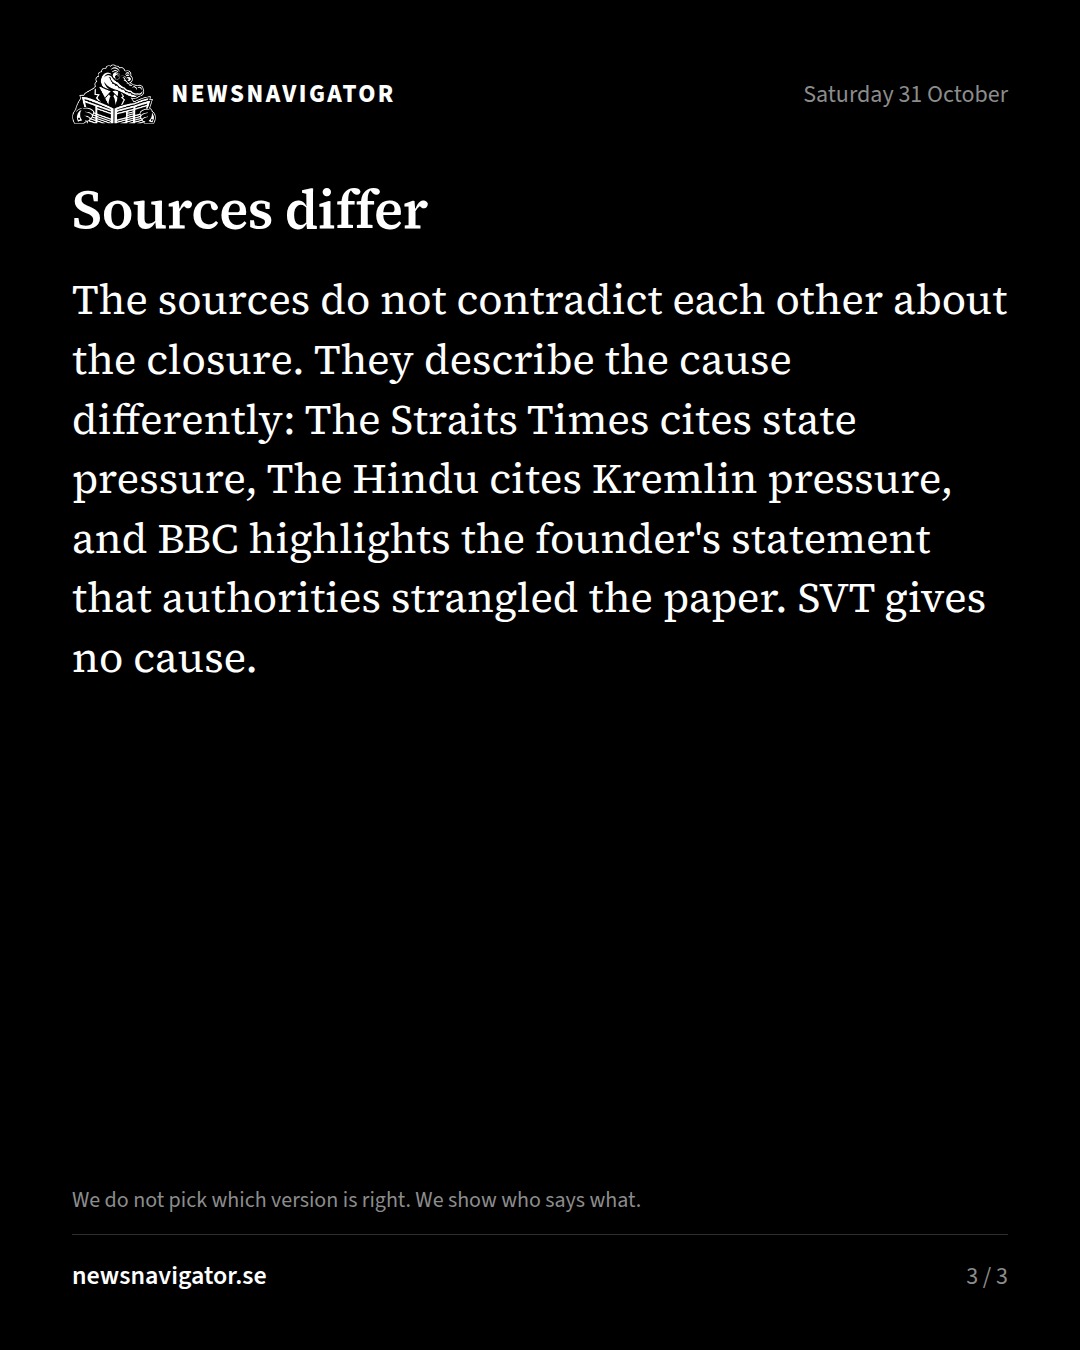 NEWSNAVIGATOR
Saturday 31 October
Sources differ
The sources do not contradict each other about
the closure. They describe the cause
differently: The Straits Times cites state
pressure, The Hindu cites Kremlin pressure,
and BBC highlights the founder's statement
that authorities strangled the paper. SVT gives
no cause.
We do not pick which version is right. We show who says what.
newsnavigator.se
3 / 3